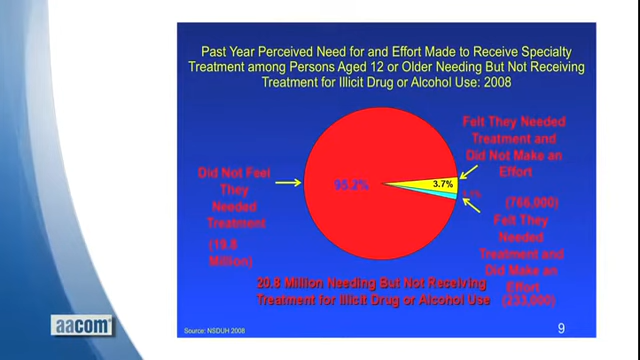 Past Year Perceived Need for and Effort Made to Receive Specialty
Treatment among Persons Aged 12 or Older Needing But Not Receiving
Treatment for Illicit Drug or Alcohol Use: 2008
Did Not Feel
They
Needed
Treatment
(19.8
Million)
95.2%
3.7%
Felt They Needed
Treatment and
Did Not Make an
Effort
(766,000)
Felt They
Needed
Treatment and
Did Make an
Effort
(233,000)
20.8 Million Needing But Not Receiving
Treatment for Illicit Drug or Alcohol Use
aacom
Source: NSDUH 2008
9